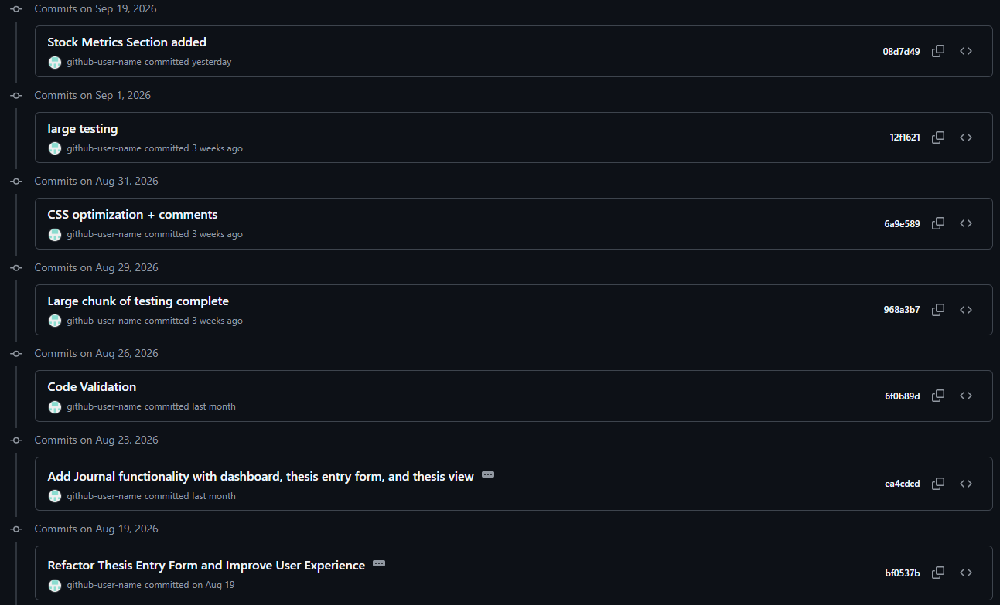 Commits on Sep 19, 2026
Stock Metrics Section added
08d7d49
github-user-name committed yesterday
Commits on Sep 1, 2026
large testing
12f1621
github-user-name committed 3 weeks ago
Commits on Aug 31, 2026
CSS optimization + comments
6a9e589
github-user-name committed 3 weeks ago
Commits on Aug 29, 2026
Large chunk of testing complete
968a3b7
github-user-name committed 3 weeks ago
Commits on Aug 26, 2026
Code Validation
6f0b89d
github-user-name committed last month
Commits on Aug 23, 2026
Add Journal functionality with dashboard, thesis entry form, and thesis view
ea4cdcd
github-user-name committed last month
Commits on Aug 19, 2026
Refactor Thesis Entry Form and Improve User Experience
bf0537b
github-user-name committed on Aug 19